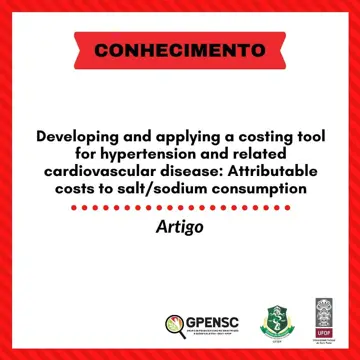 CONHECIMENTO
Developing and applying a costing tool
for hypertension and related
cardiovascular disease: Attributable
costs to salt/sodium consumption
Artigo
GPENSC
UFOP